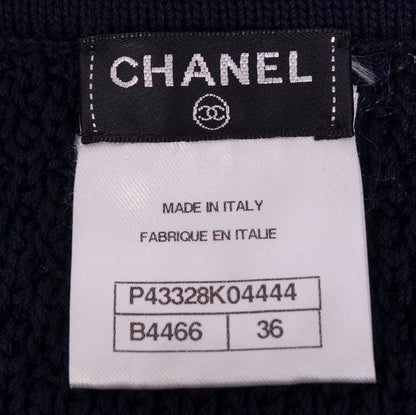 CHANEL
MADE IN ITALY
FABRIQUE EN ITALIE
P43328K04444
B4466 36